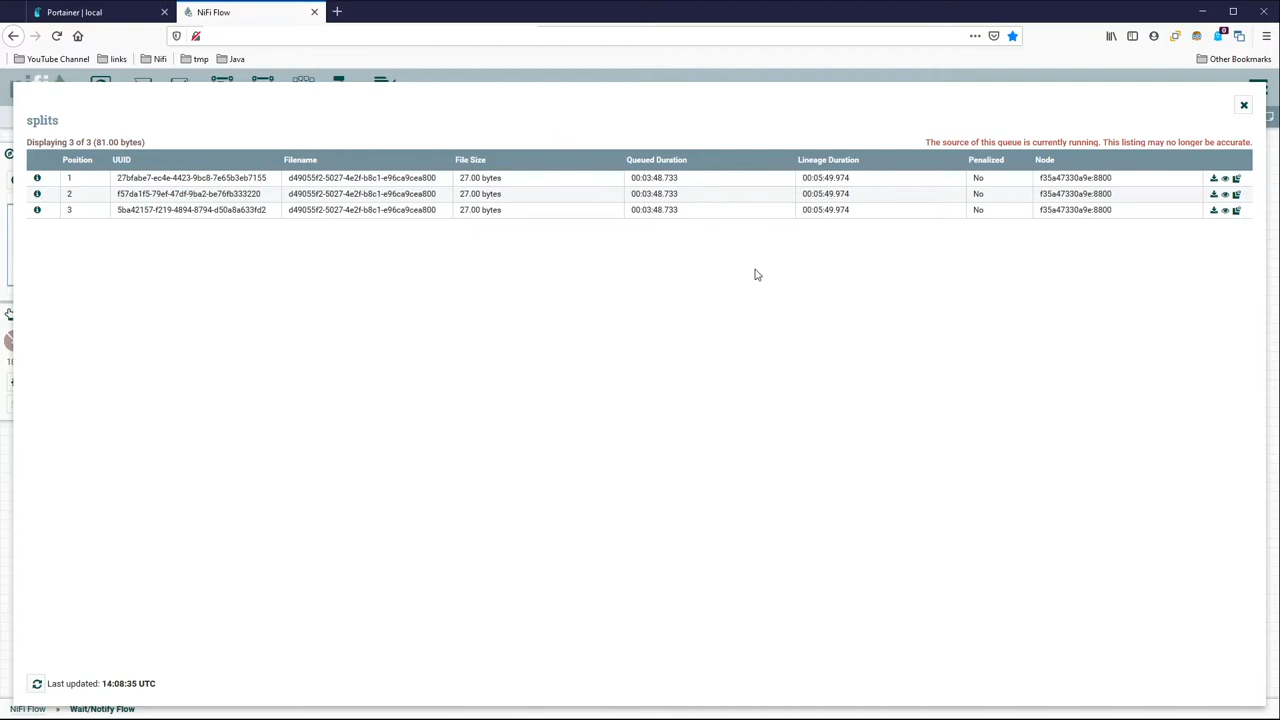 Portainer | local
NiFi Flow
YouTube Channel
links
Nifi
tmp
Java
Other Bookmarks
splits
Displaying 3 of 3 (81.00 bytes)
The source of this queue is currently running. This listing may no longer be accurate.
Position UUID Filename File Size Queued Duration Lineage Duration Penalized Node
1 27bfabe7-ec4e-4423-9bc8-7e65b3eb7155 d49055f2-5027-4e2f-b8c1-e96ca9cea800 27.00 bytes 00:03:48.733 00:05:49.974 No f35a47330a9e:8800
2 f57da1f5-79ef-47df-9ba2-be76fb333220 d49055f2-5027-4e2f-b8c1-e96ca9cea800 27.00 bytes 00:03:48.733 00:05:49.974 No f35a47330a9e:8800
3 5ba42157-f219-4894-8794-d50a8a633fd2 d49055f2-5027-4e2f-b8c1-e96ca9cea800 27.00 bytes 00:03:48.733 00:05:49.974 No f35a47330a9e:8800
Last updated: 14:08:35 UTC
NiFi Flow » Wait/Notify Flow